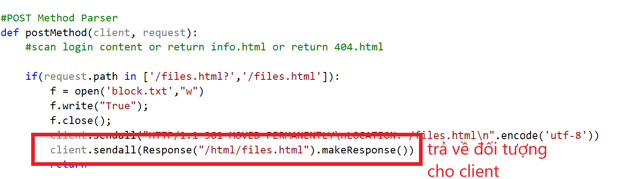 #POST Method Parser
def postMethod(client, request):
#scan login content or return info.html or return 404.html
if(request.path in ['/files.html?','/files.html']):
f = open('block.txt',"w")
f.write("True");
f.close();
client.sendall("HTTP/1.1 301 MOVED PERMANENTLY\nLOCATION: /files.html\n".encode('utf-8'))
client.sendall(Response("/html/files.html").makeResponse())
return
trả về đối tượng
cho client